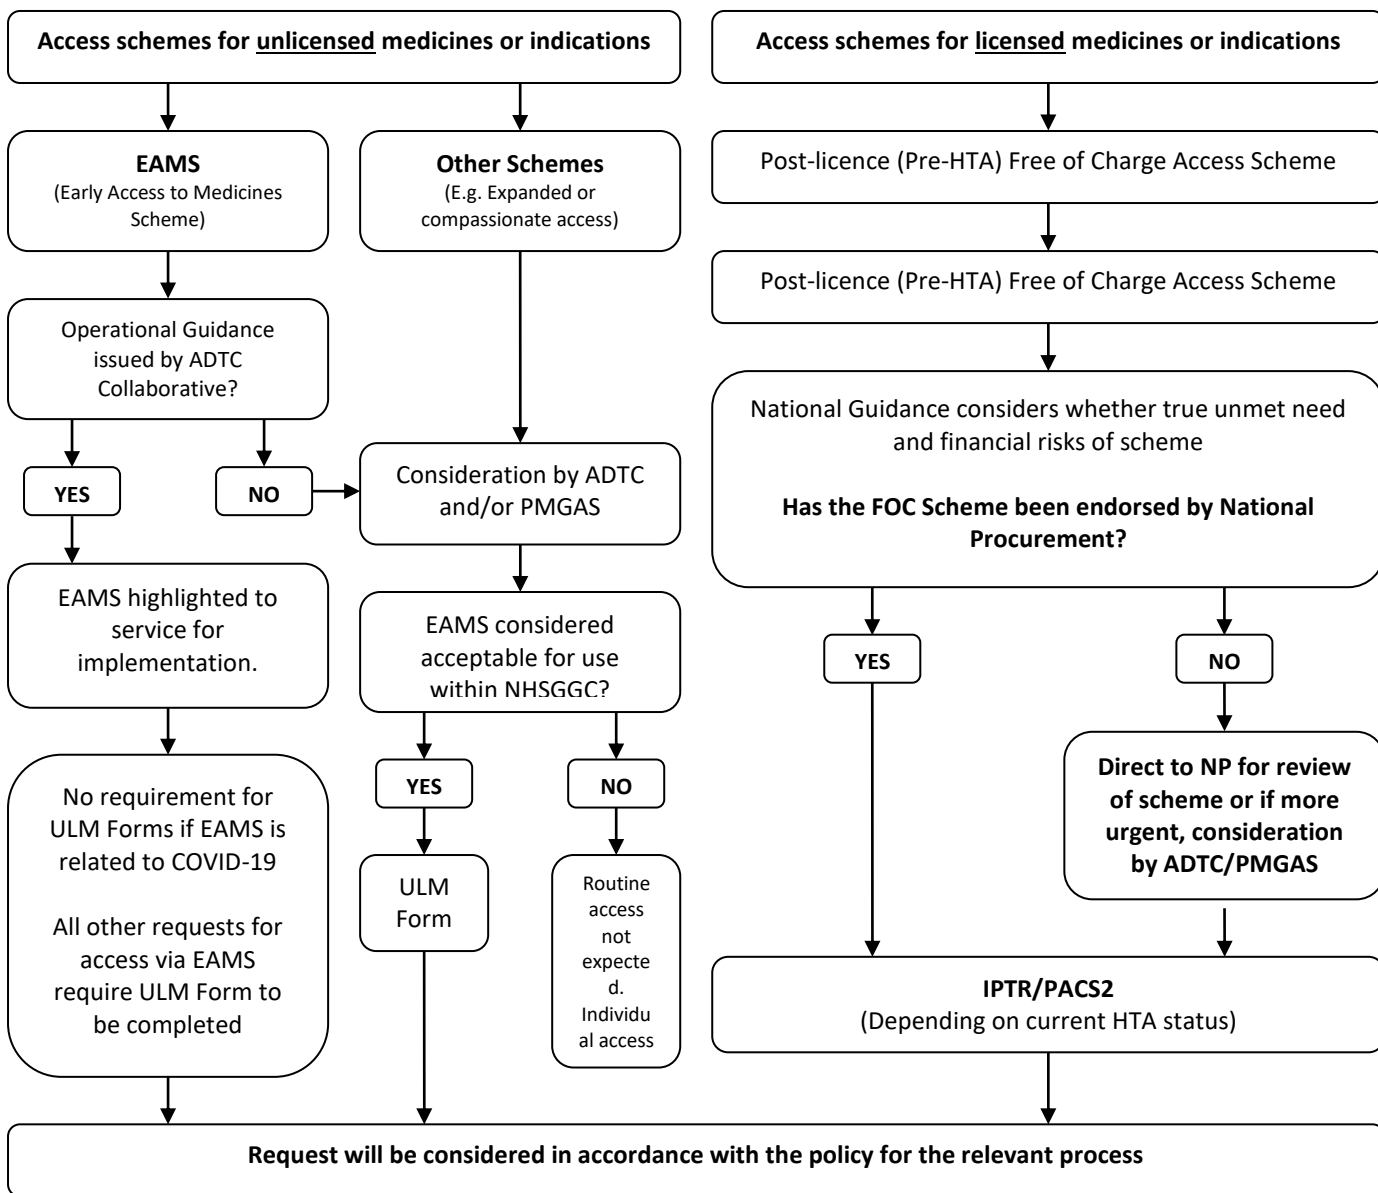 Access schemes for unlicensed medicines or indications
EAMS
(Early Access to Medicines
Scheme)
Other Schemes
(E.g. Expanded or
compassionate access)
Operational Guidance
issued by ADTC
Collaborative?
YES
NO
Consideration by ADTC
and/or PMGAS
EAMS highlighted to
service for
implementation.
EAMS considered
acceptable for use
within NHSGGC?
YES
NO
No requirement for
ULM Forms if EAMS is
related to COVID-19
All other requests for
access via EAMS
require ULM Form to
be completed
ULM
Form
Routine
access
not
expecte
d.
Individu
al access
Access schemes for licensed medicines or indications
Post-licence (Pre-HTA) Free of Charge Access Scheme
Post-licence (Pre-HTA) Free of Charge Access Scheme
National Guidance considers whether true unmet need
and financial risks of scheme
Has the FOC Scheme been endorsed by National
Procurement?
YES
NO
Direct to NP for review
of scheme or if more
urgent, consideration
by ADTC/PMGAS
IPTR/PACS2
(Depending on current HTA status)
Request will be considered in accordance with the policy for the relevant process